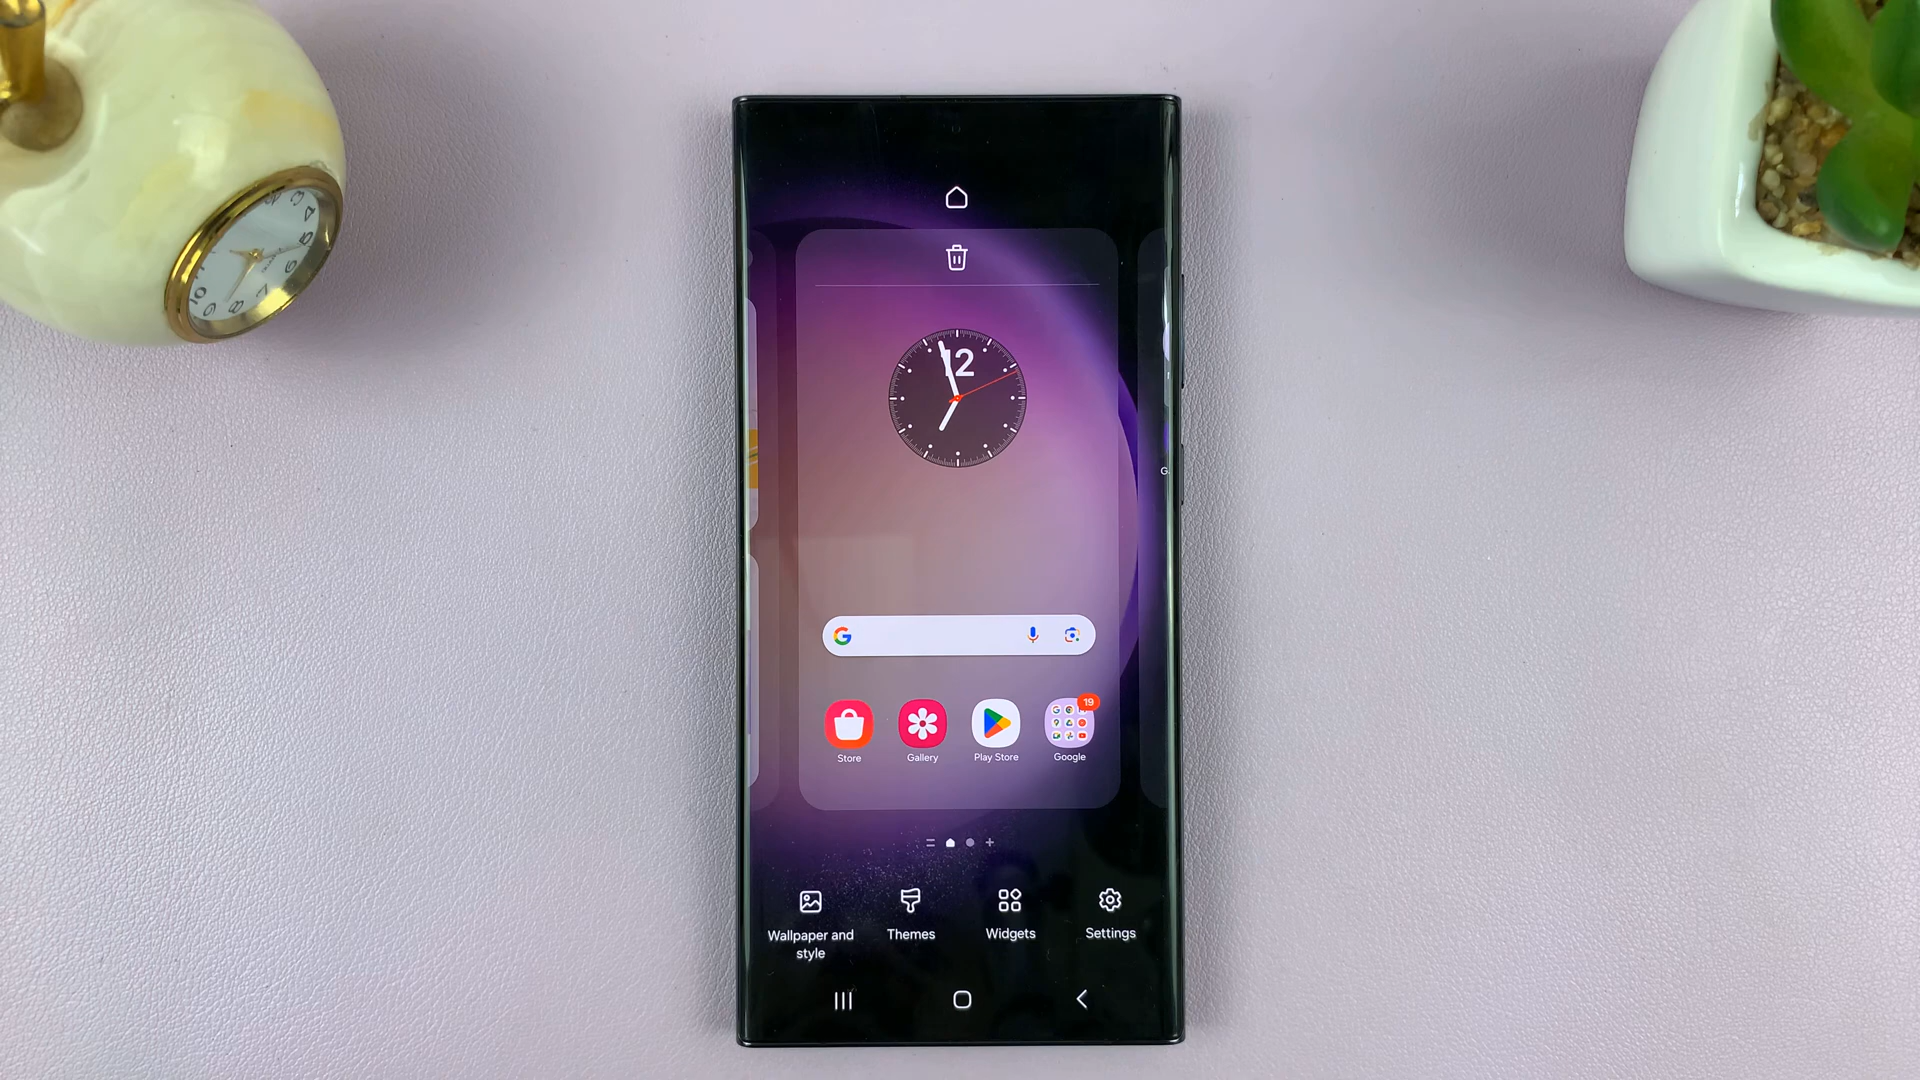 12
G
19
Store Gallery Play Store Google
Wallpaper and style
Themes
Widgets
Settings